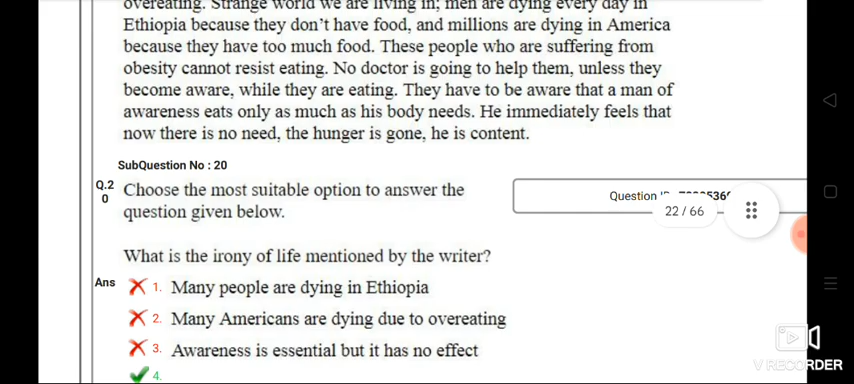 overeating. Strange world we are living in; men are dying every day in
Ethiopia because they don't have food, and millions are dying in America
because they have too much food. These people who are suffering from
obesity cannot resist eating. No doctor is going to help them, unless they
become aware, while they are eating. They have to be aware that a man of
awareness eats only as much as his body needs. He immediately feels that
now there is no need, the hunger is gone, he is content.
SubQuestion No : 20
Q.2
0
Choose the most suitable option to answer the
question given below.
Question
22 / 66
What is the irony of life mentioned by the writer?
Ans
1. Many people are dying in Ethiopia
2. Many Americans are dying due to overeating
3. Awareness is essential but it has no effect
4.
V RECORDER